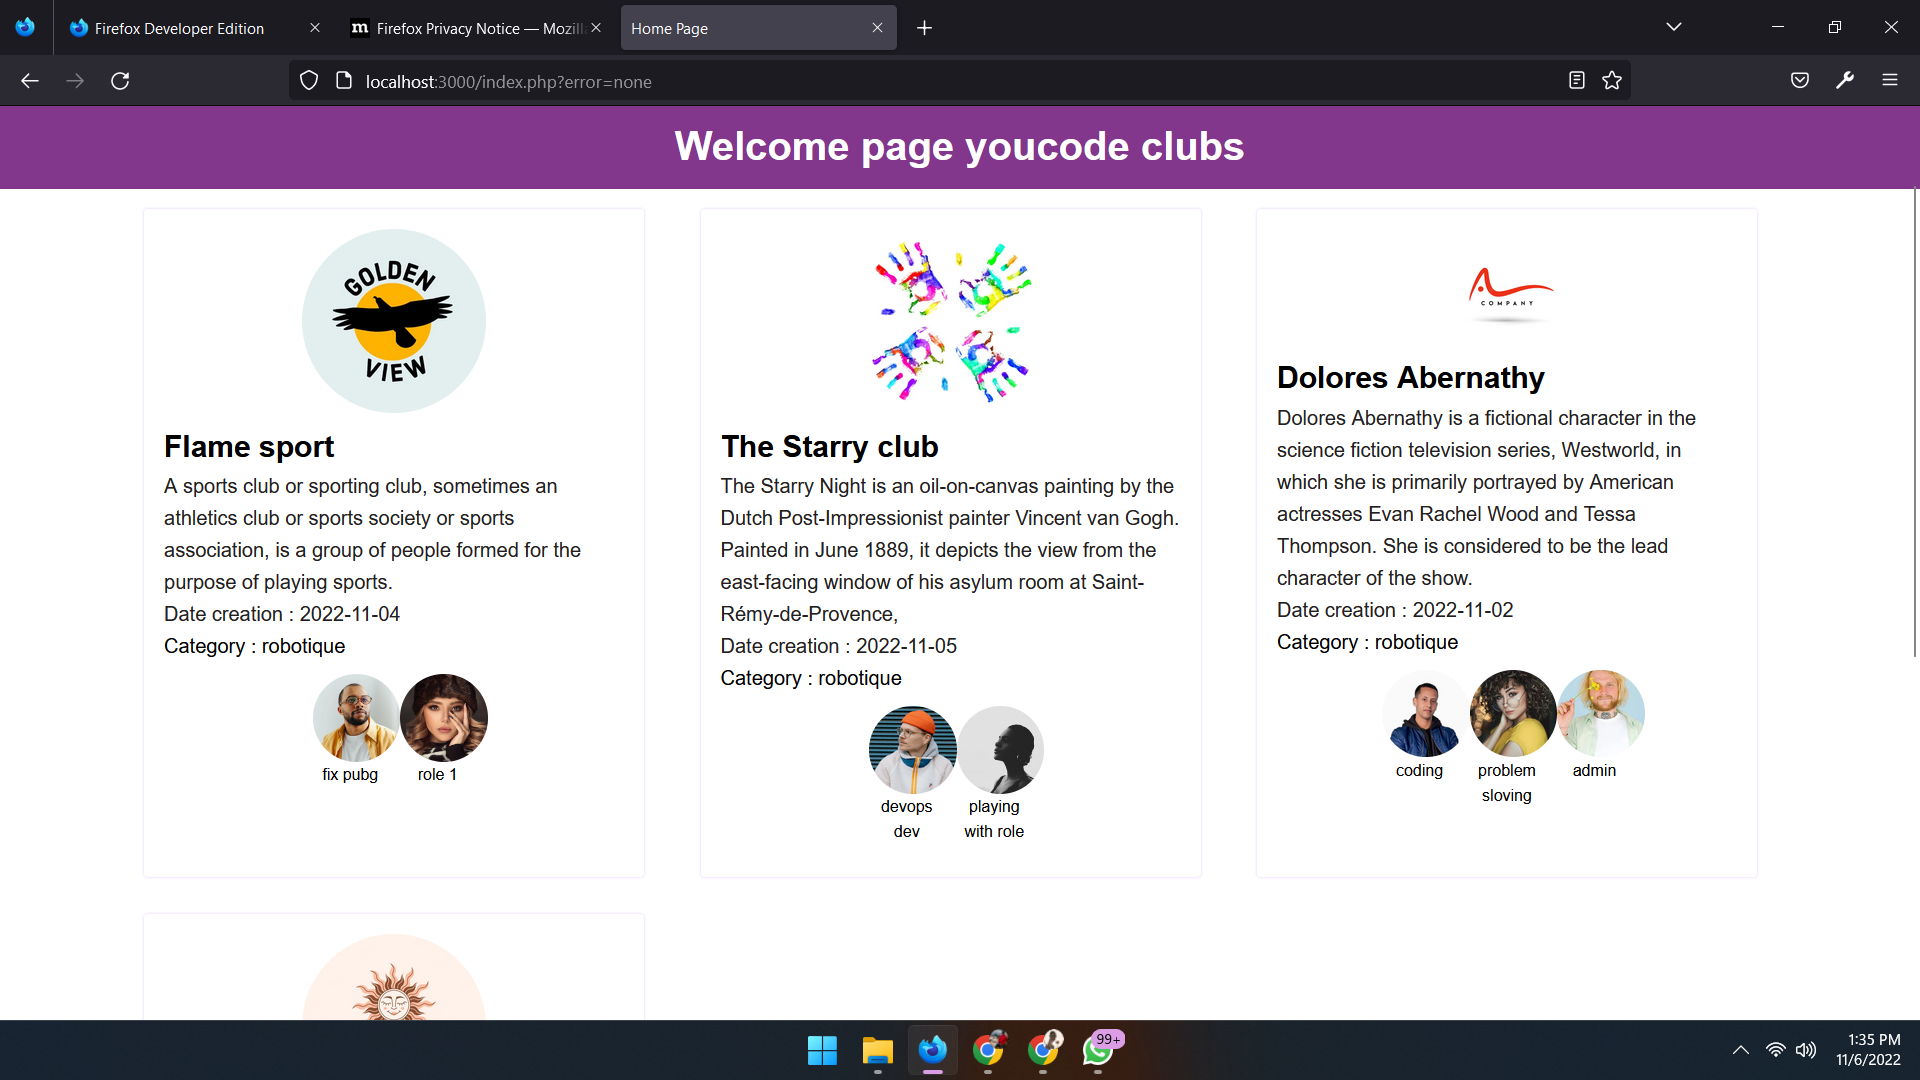 Firefox Developer Edition
Firefox Privacy Notice — Mozill
Home Page
localhost:3000/index.php?error=none
Welcome page youcode clubs
GOLDEN
VIEW
Flame sport
A sports club or sporting club, sometimes an
athletics club or sports society or sports
association, is a group of people formed for the
purpose of playing sports.
Date creation : 2022-11-04
Category : robotique
fix pubg
role 1
The Starry club
The Starry Night is an oil-on-canvas painting by the
Dutch Post-Impressionist painter Vincent van Gogh.
Painted in June 1889, it depicts the view from the
east-facing window of his asylum room at Saint-
Rémy-de-Provence,
Date creation : 2022-11-05
Category : robotique
devops
dev
playing
with role
COMPANY
Dolores Abernathy
Dolores Abernathy is a fictional character in the
science fiction television series, Westworld, in
which she is primarily portrayed by American
actresses Evan Rachel Wood and Tessa
Thompson. She is considered to be the lead
character of the show.
Date creation : 2022-11-02
Category : robotique
coding
problem
sloving
admin
99+
1:35 PM
11/6/2022